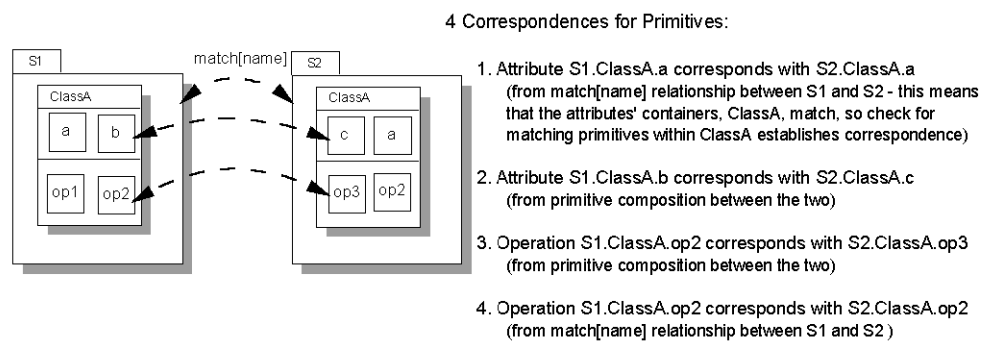 4 Correspondences for Primitives:
S1
match[name]
S2
ClassA
a
b
op1
op2
ClassA
c
a
op3
op2
1. Attribute S1.ClassA.a corresponds with S2.ClassA.a
(from match[name] relationship between S1 and S2 - this means
that the attributes' containers, ClassA, match, so check for
matching primitives within ClassA establishes correspondence)
2. Attribute S1.ClassA.b corresponds with S2.ClassA.c
(from primitive composition between the two)
3. Operation S1.ClassA.op2 corresponds with S2.ClassA.op3
(from primitive composition between the two)
4. Operation S1.ClassA.op2 corresponds with S2.ClassA.op2
(from match[name] relationship between S1 and S2 )